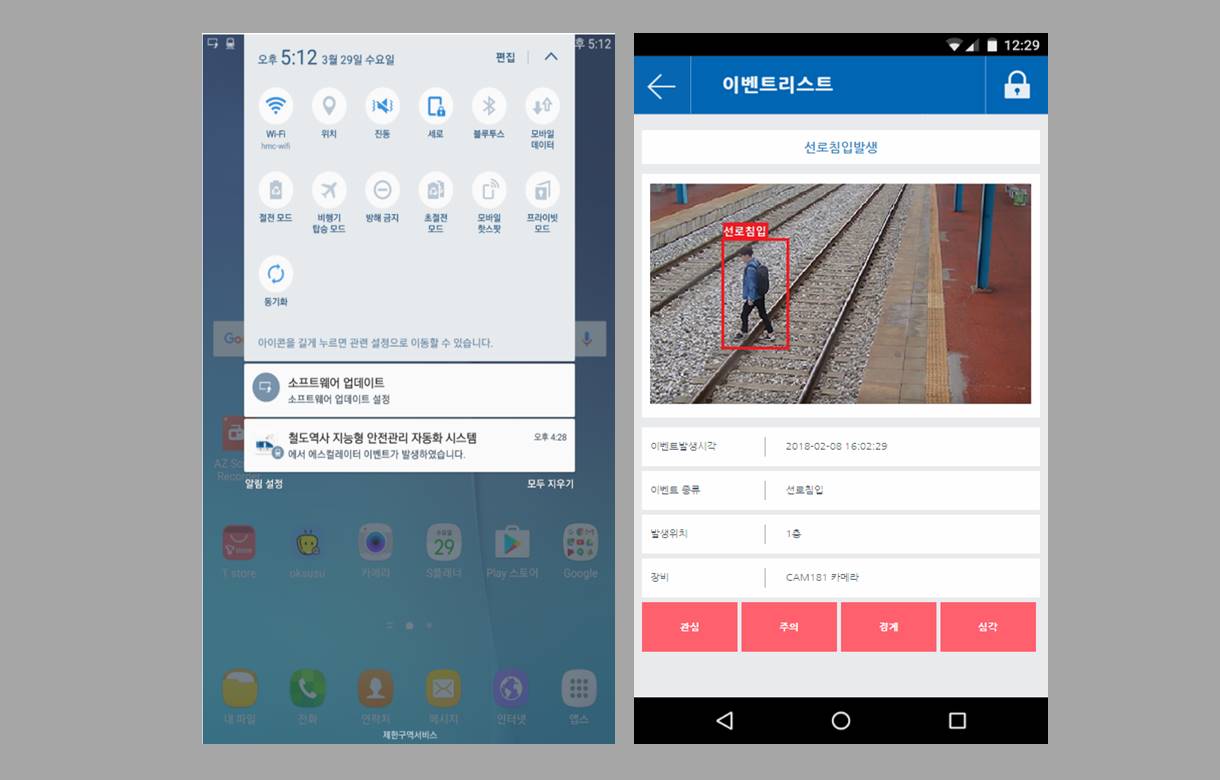 후 5:12
오후 5:12 3월 29일 수요일
편집
Wi-Fi
hmc-wifi
위치
진동
세로
블루투스
모바일
데이터
절전 모드
비행기
탑승 모드
방해 금지
초절전
모드
모바일
핫스팟
프라이빗
모드
동기화
아이콘을 길게 누르면 관련 설정으로 이동할 수 있습니다.
Go
소프트웨어 업데이트
소프트웨어 업데이트 설정
철도역사 지능형 안전관리 자동화 시스템
오후 4:28
에서 에스컬레이터 이벤트가 발생하였습니다.
AZ Sc
Recorder
알림 설정
모두 지우기
T store
oksusu
카메라
수요일
29
S플래너
Play 스토어
Google
내 파일
전화
연락처
메시지
인터넷
앱스
제한구역서비스
12:29
이벤트리스트
선로침입발생
선로침입
이벤트발생시각
2018-02-08 16:02:29
이벤트 종류
선로침입
발생위치
1층
장비
CAM181 카메라
관심
주의
경계
심각